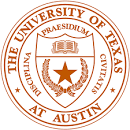 THE UNIVERSITY OF TEXAS
AT AUSTIN
PRAESIDIUM
DISCIPLINA
CIVITATIS